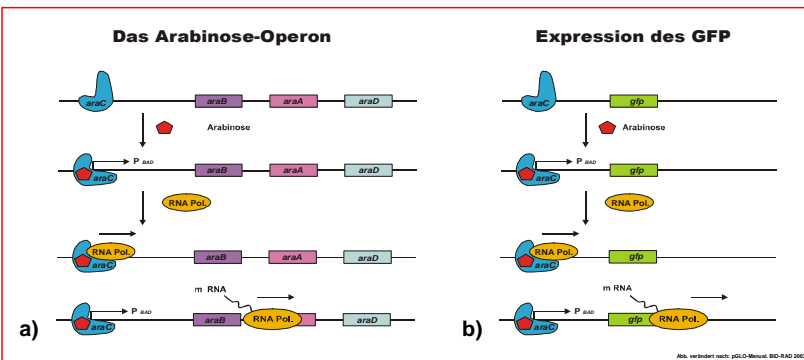 Das Arabinose-Operon
araC araB araA araD
Arabinose
P BAD
araC araB araA araD
RNA Pol.
RNA Pol.
araC araB araA araD
m RNA
P BAD
araC araB RNA Pol. araD
a)
Expression des GFP
araC gfp
Arabinose
P BAD
araC gfp
RNA Pol.
RNA Pol.
araC gfp
m RNA
P BAD
araC gfp RNA Pol.
b)
Abb. verändert nach: pGLO-Manual. BIO-RAD